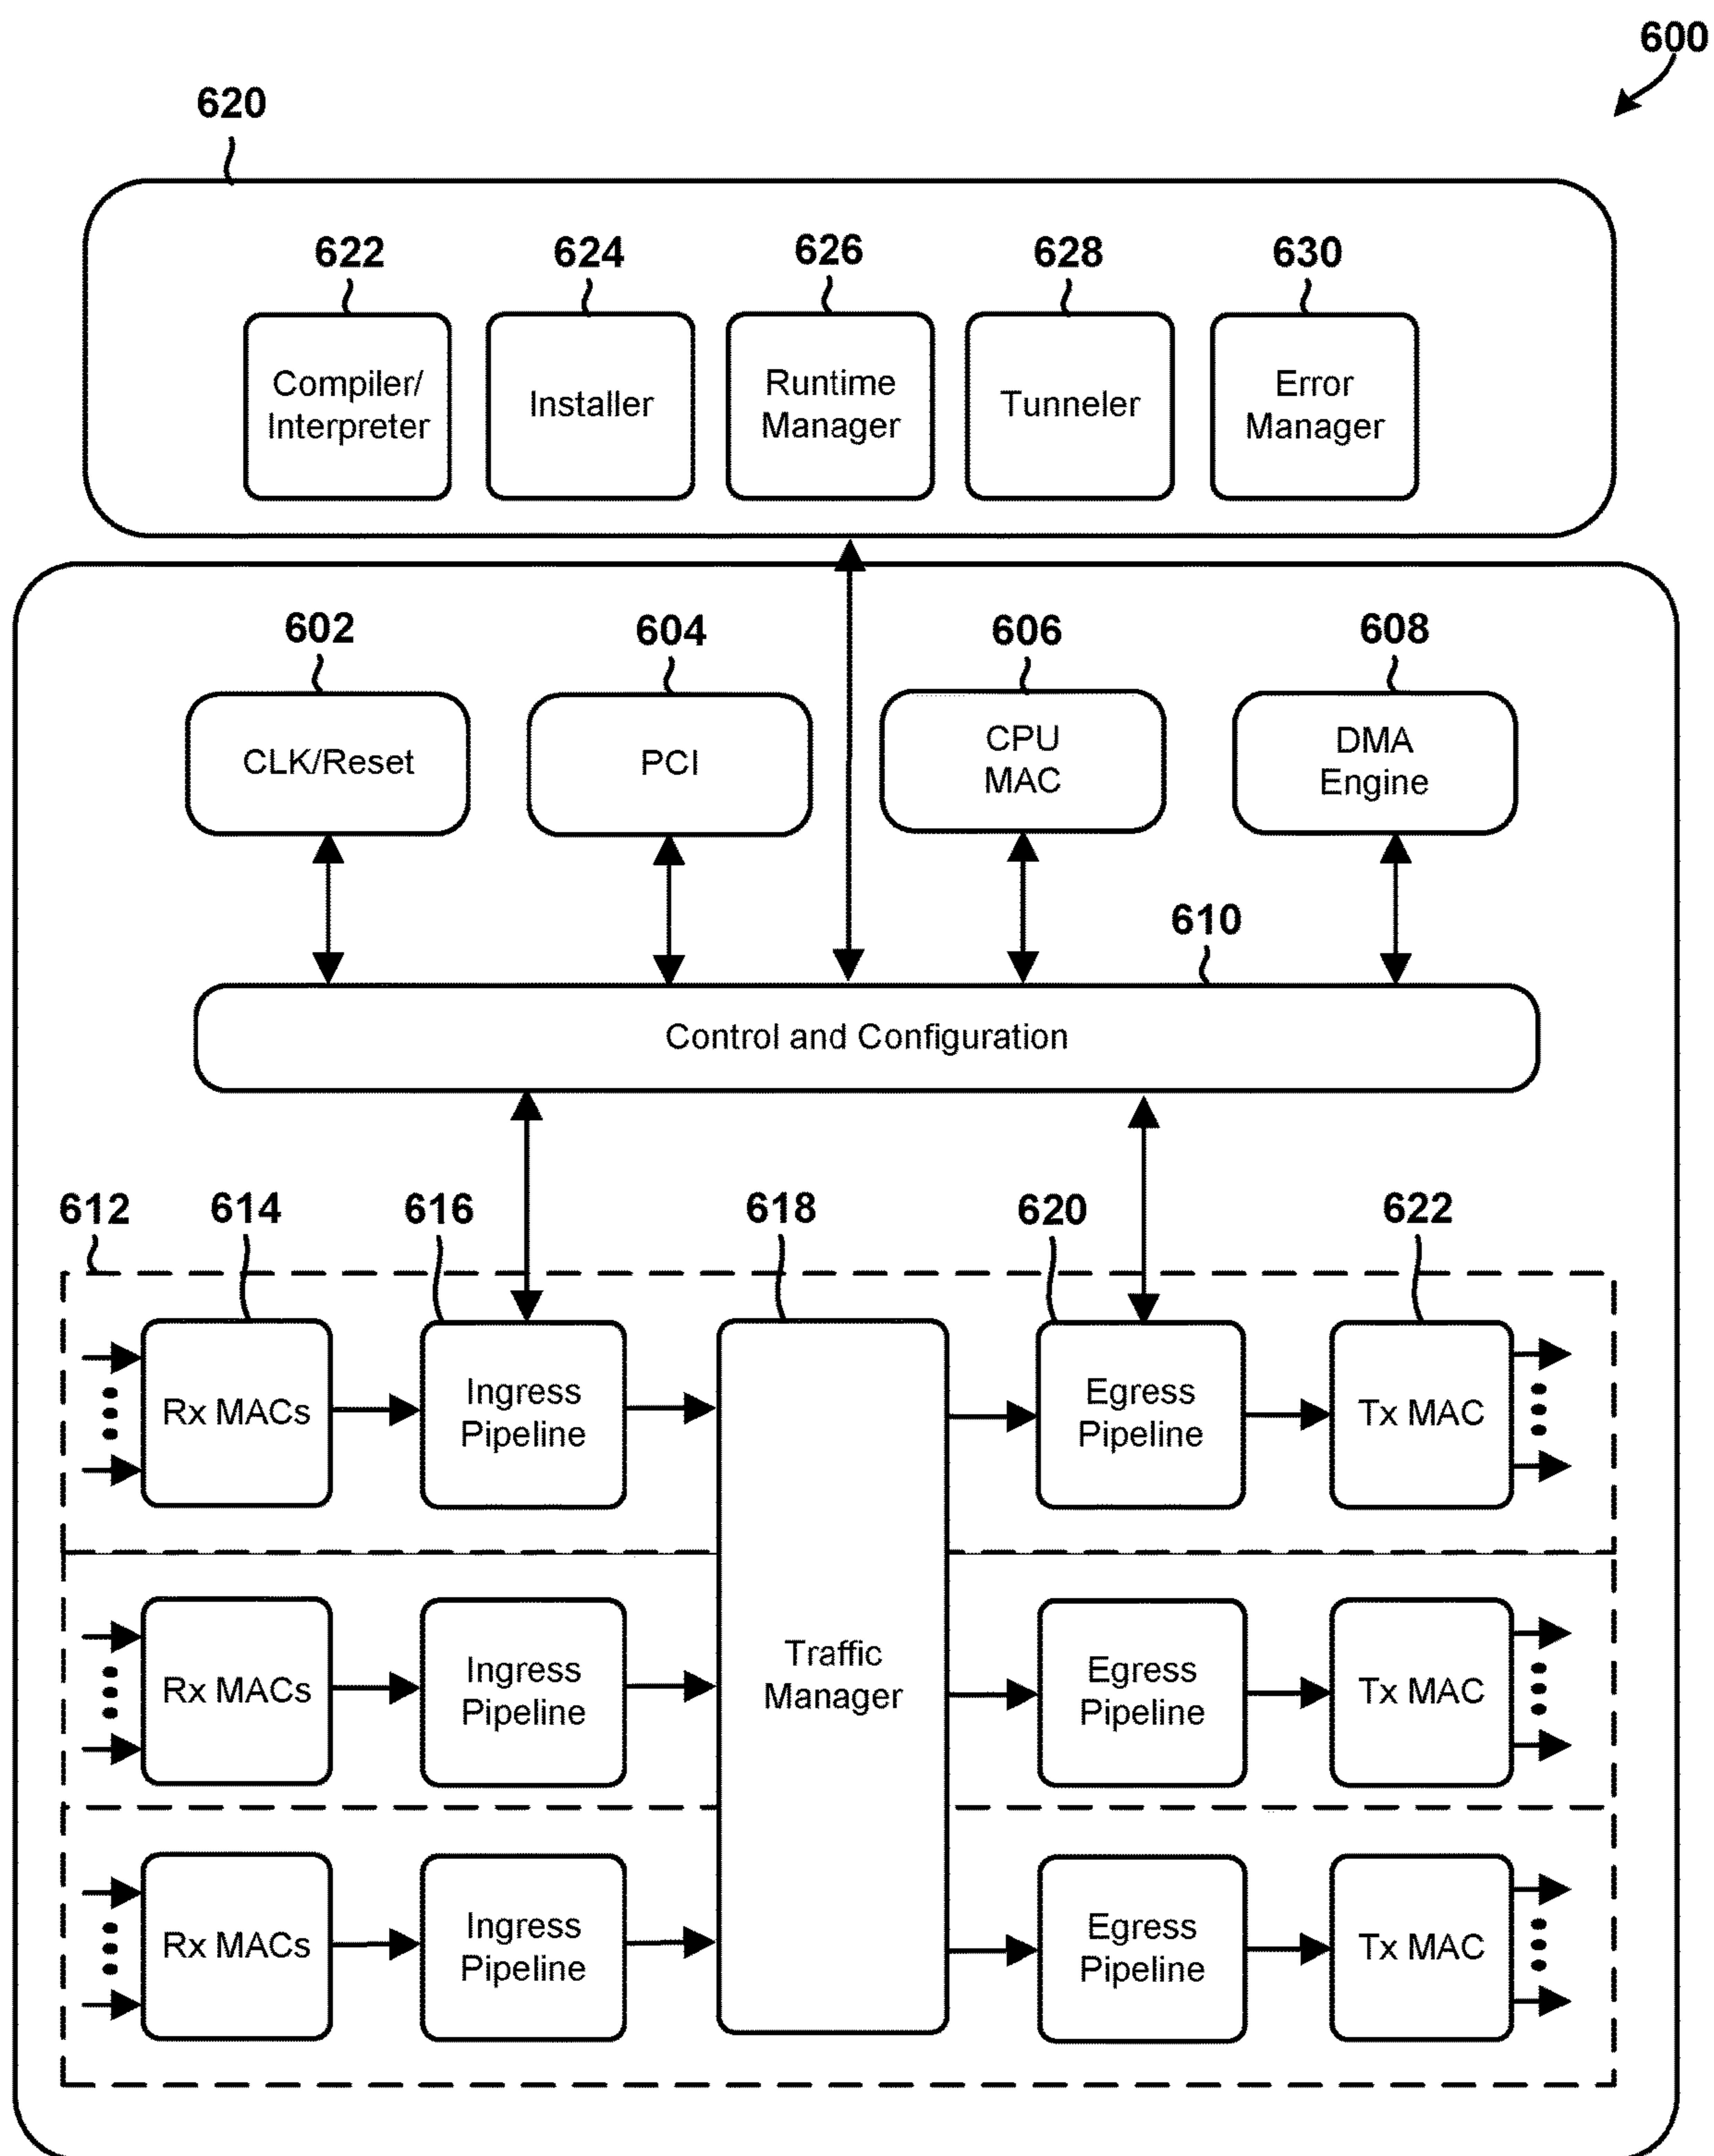 600
620
622
624
626
628
630
Compiler/
Interpreter
Installer
Runtime
Manager
Tunneler
Error
Manager
602
604
606
608
CLK/Reset
PCI
CPU
MAC
DMA
Engine
610
Control and Configuration
612
614
616
618
620
622
Rx MACs
Ingress
Pipeline
Egress
Pipeline
Tx MAC
Rx MACs
Ingress
Pipeline
Traffic
Manager
Egress
Pipeline
Tx MAC
Rx MACs
Ingress
Pipeline
Egress
Pipeline
Tx MAC